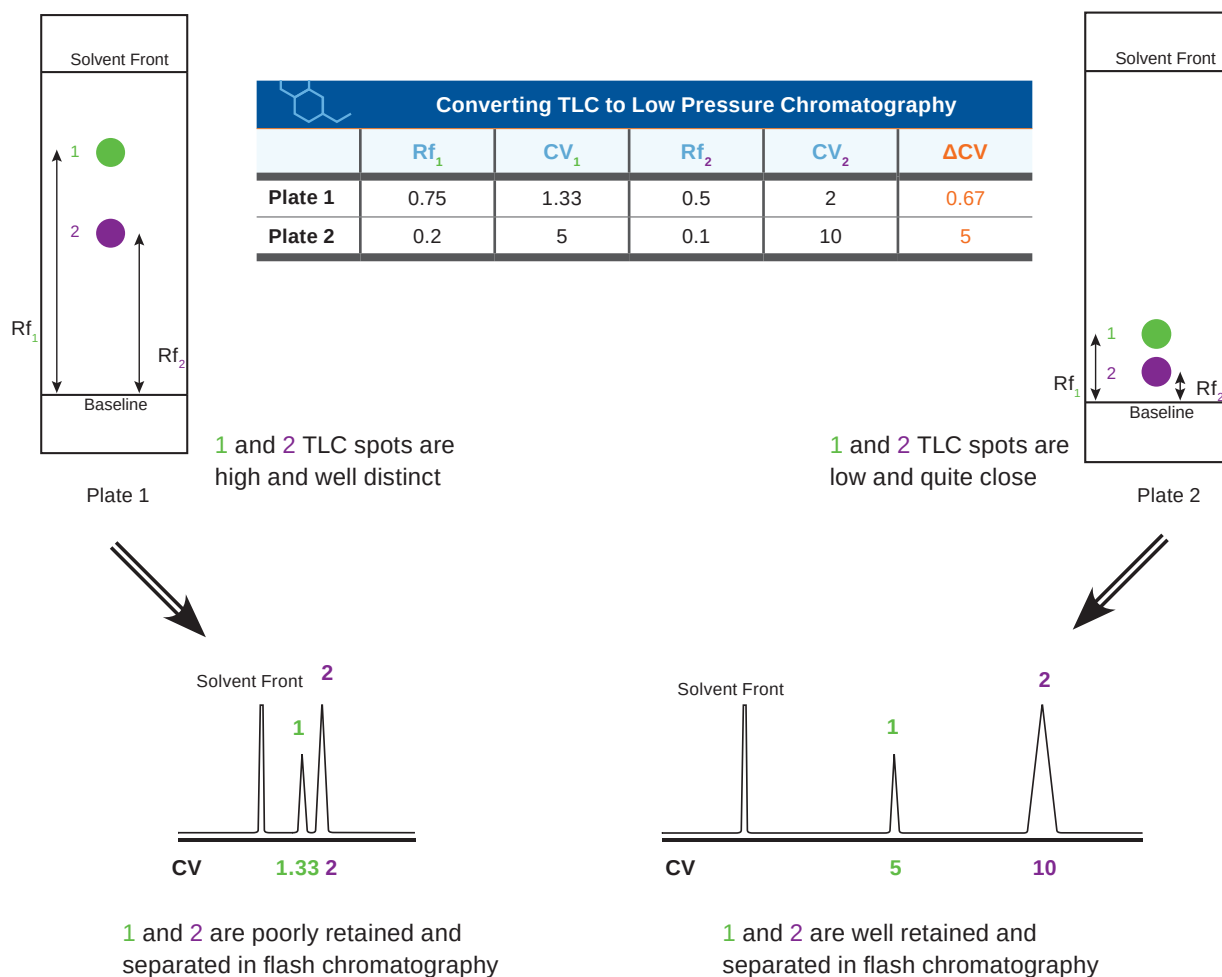 Solvent Front
1
2
Rf1
Rf2
Baseline
Plate 1
1 and 2 TLC spots are
high and well distinct
Converting TLC to Low Pressure Chromatography
Rf1 CV1 Rf2 CV2 ΔCV
Plate 1 0.75 1.33 0.5 2 0.67
Plate 2 0.2 5 0.1 10 5
Solvent Front
1
2
Rf1
Rf2
Baseline
1 and 2 TLC spots are
low and quite close
Plate 2
Solvent Front
2
1
CV 1.33 2
1 and 2 are poorly retained and
separated in flash chromatography
Solvent Front
2
1
CV 5 10
1 and 2 are well retained and
separated in flash chromatography